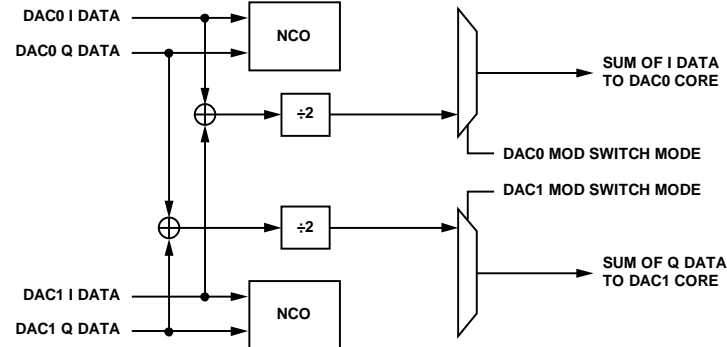 DAC0 I DATA
NCO
DAC0 Q DATA
SUM OF I DATA
TO DAC0 CORE
÷2
DAC0 MOD SWITCH MODE
DAC1 MOD SWITCH MODE
÷2
SUM OF Q DATA
TO DAC1 CORE
DAC1 I DATA
NCO
DAC1 Q DATA